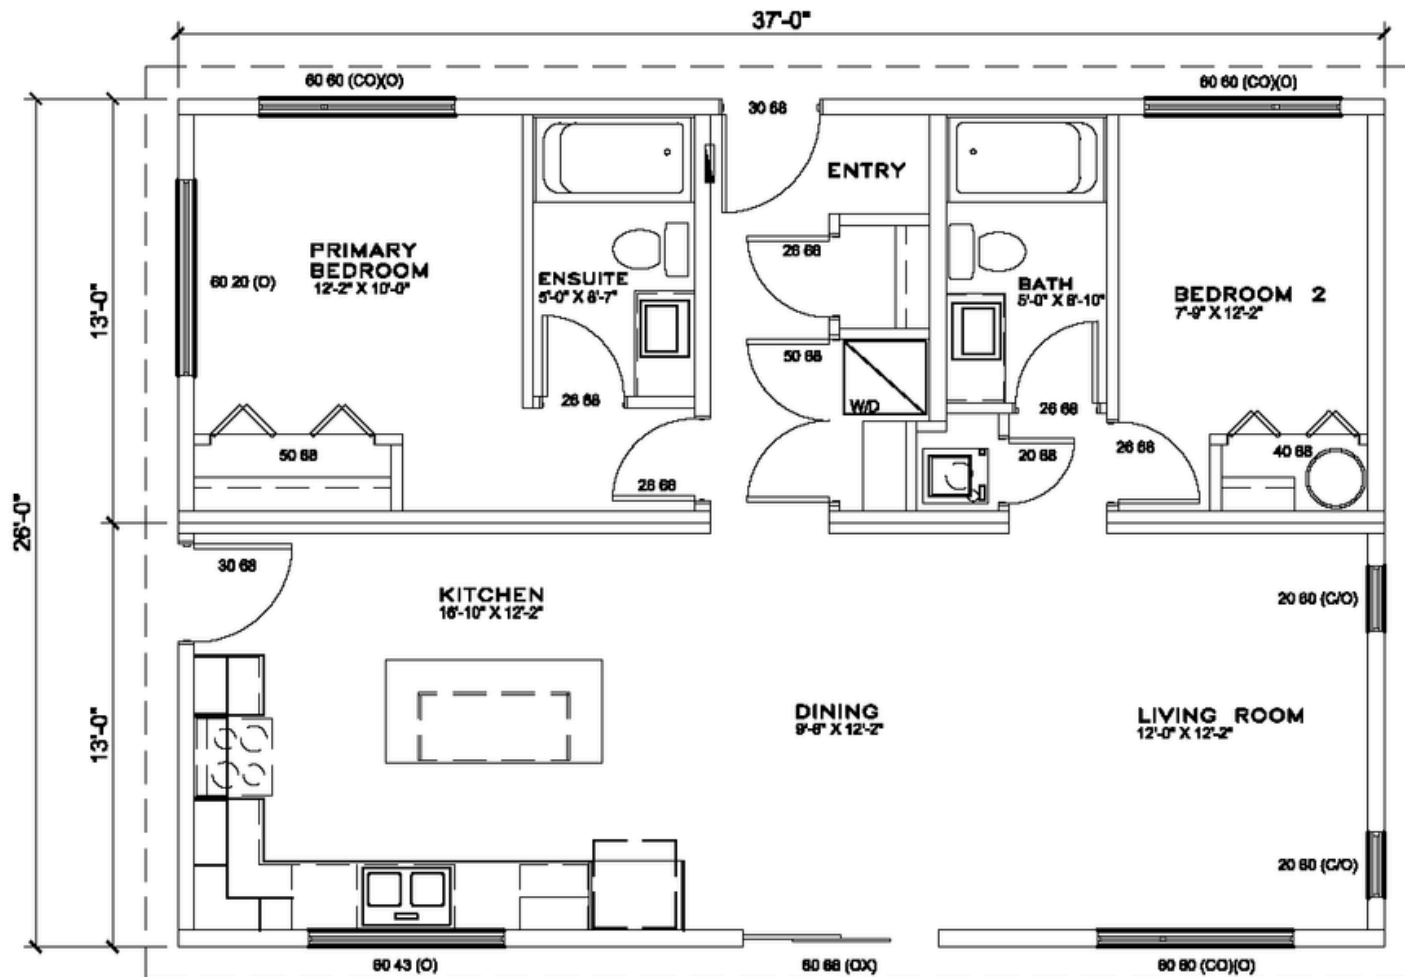 37'-0"
60 60 (CO)(O)
30 68
60 60 (CO)(O)
ENTRY
PRIMARY
BEDROOM
12'-2" X 10'-0"
60 20 (O)
ENSUITE
5'-0" X 8'-7"
26 68
BATH
5'-0" X 8'-10"
BEDROOM 2
7'-9" X 12'-2"
13'-0"
50 68
W/D
26 68
26 68
50 68
20 68
26 68
40 68
26 68
26'-0"
30 68
KITCHEN
16'-10" X 12'-2"
20 60 (C/O)
13'-0"
DINING
9'-6" X 12'-2"
LIVING ROOM
12'-0" X 12'-2"
20 60 (C/O)
60 43 (O)
60 68 (OX)
60 60 (CO)(O)